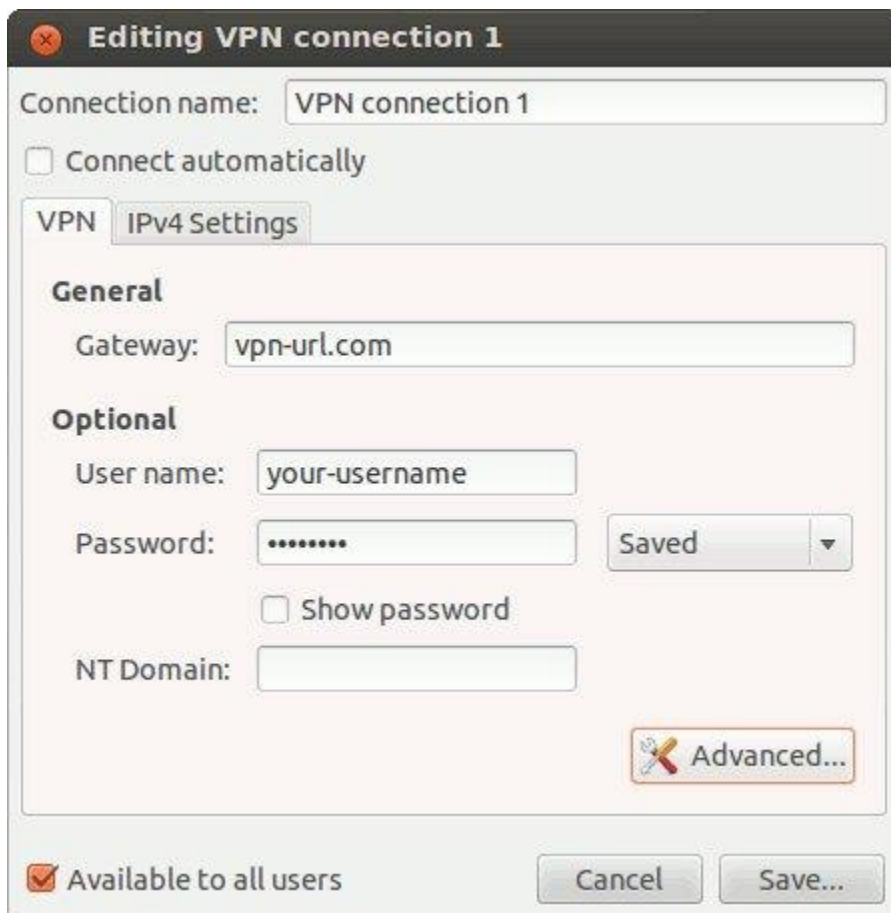 Editing VPN connection 1
Connection name: VPN connection 1
Connect automatically
VPN IPv4 Settings
General
Gateway: vpn-url.com
Optional
User name: your-username
Password: •••••••• Saved
Show password
NT Domain:
Advanced...
Available to all users Cancel Save...